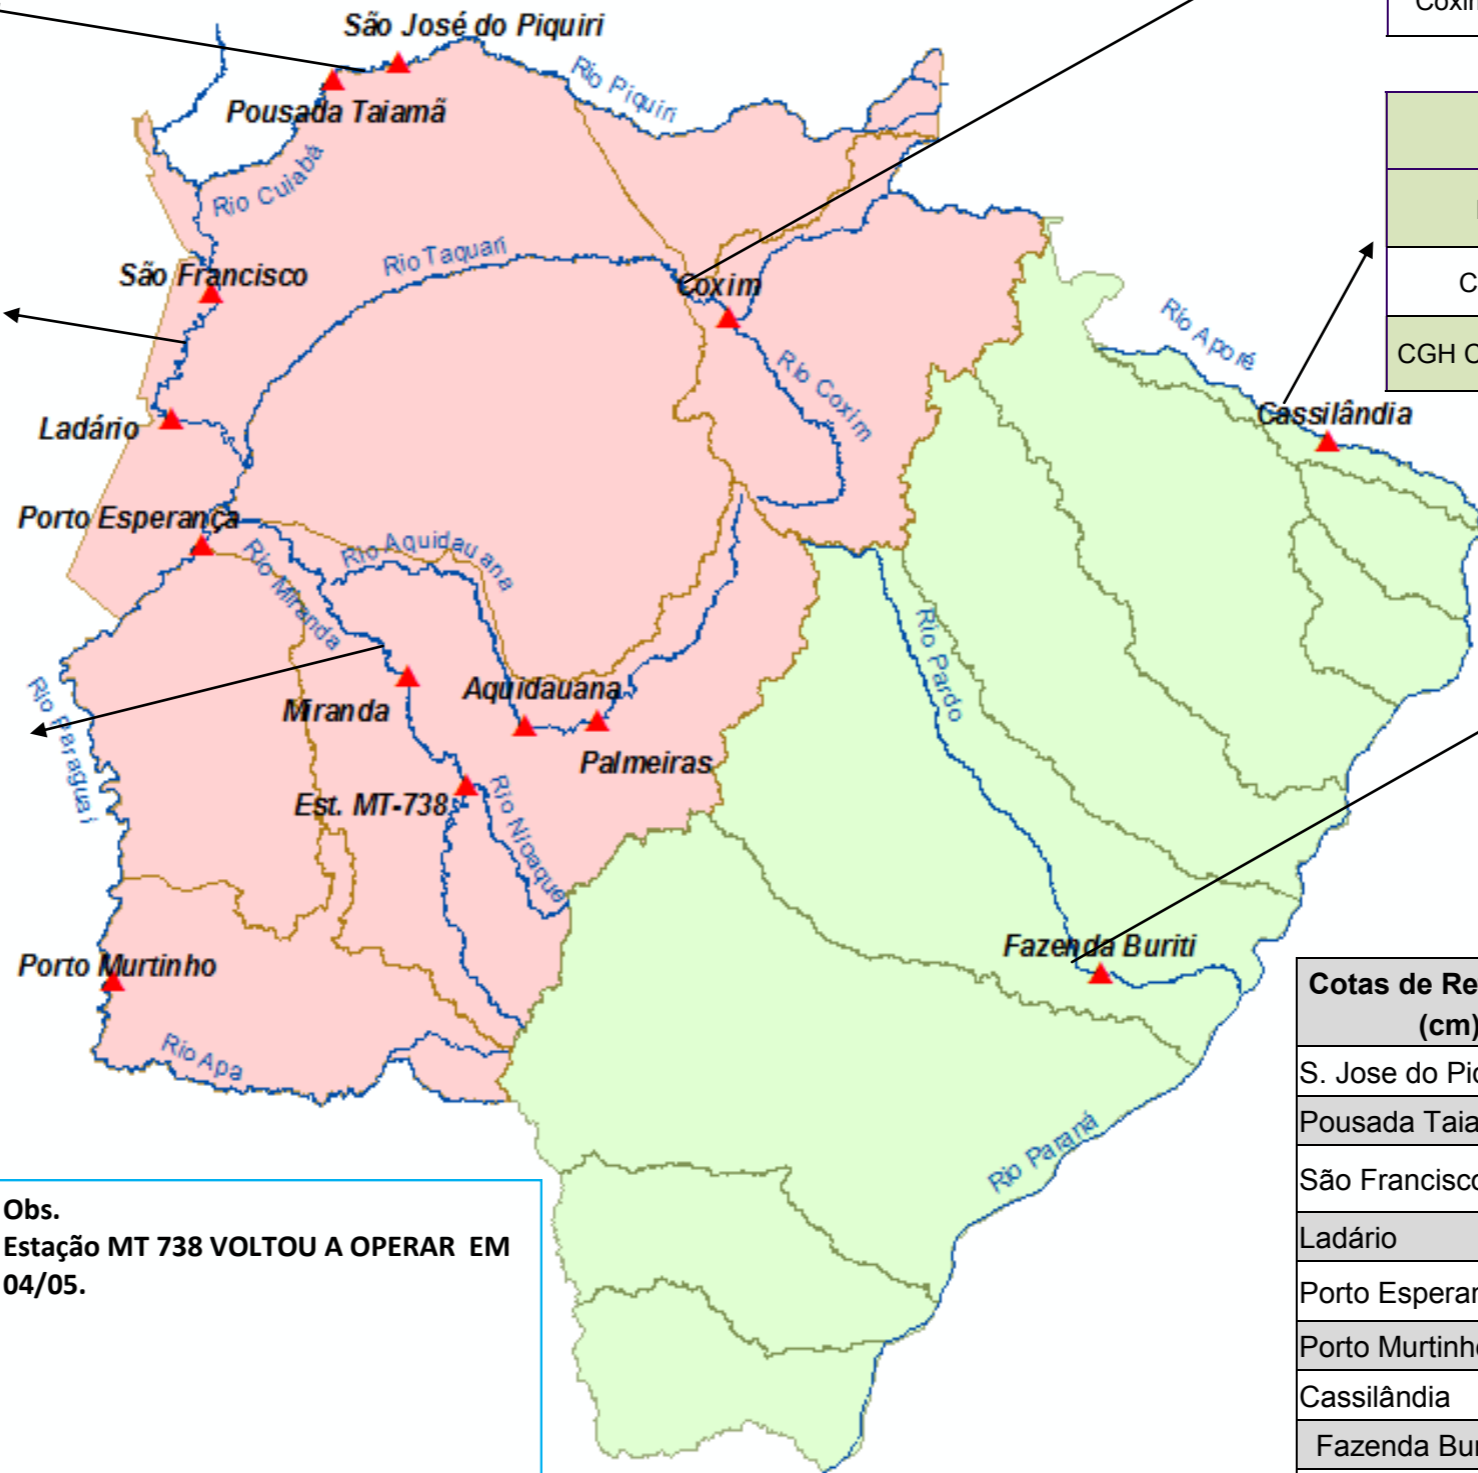 Coxim
São José do Piquiri
Rio Piquiri
Pousada Taiamã
Rio Cuiabá
Rio Taquari
São Francisco
Coxim
C
CGH C
Rio Aporé
Rio Coxim
Cassilândia
Ladário
Porto Esperança
Rio Aquidauana
Rio Miranda
Rio Pardo
Rio Paraguai
Miranda
Aquidauana
Palmeiras
Est. MT-738
Rio Nioaque
Fazenda Buriti
Porto Murtinho
Rio Apa
Rio Paraná
Cotas de Re
(cm)
S. Jose do Pi
Pousada Taia
São Francisco
Ladário
Porto Espera
Porto Murtinho
Cassilândia
Fazenda Bu
Obs.
Estação MT 738 VOLTOU A OPERAR EM
04/05.